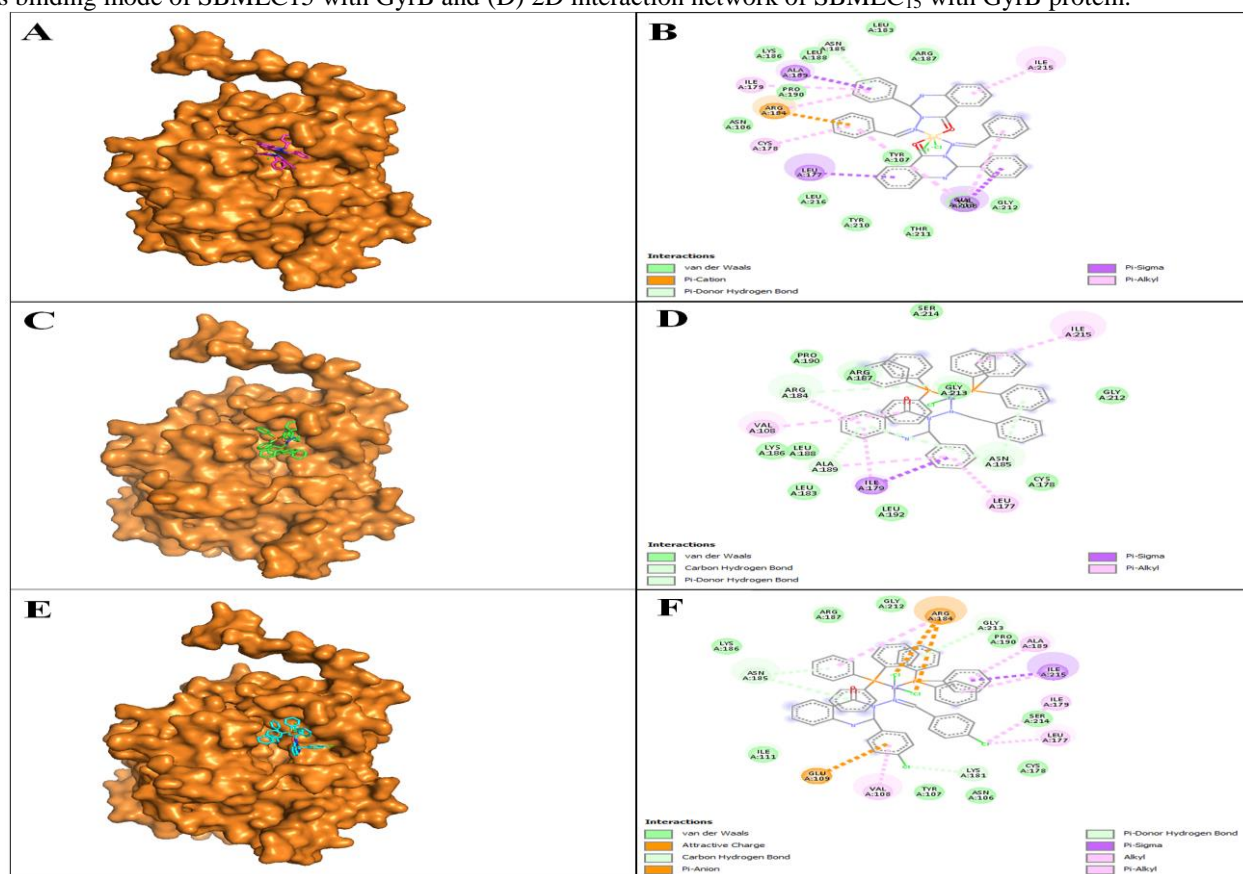 s binding mode of SBMEC15 with GyrB and (D) 2D interaction network of SBMEC15 with GyrB protein.
A
B
LEU
A:183
ASN
A:185
LYS
A:186
LEU
A:188
ARG
A:187
ALA
A:189
ILE
A:215
ILE
A:179
PRO
A:190
ARG
A:184
ASN
A:186
CYS
A:178
TYR
A:107
LEU
A:177
LEU
A:216
GLY
A:212
TYR
A:210
THR
A:211
Interactions
van der Waals
Pi-Cation
Pi-Donor Hydrogen Bond
Pi-Sigma
Pi-Alkyl
C
D
SER
A:214
ILE
A:215
PRO
A:190
ARG
A:187
ARG
A:184
GLY
A:213
GLY
A:212
VAL
A:108
LYS
A:186
LEU
A:188
ALA
A:189
ASN
A:185
CYS
A:178
LEU
A:183
ILE
A:179
LEU
A:177
LEU
A:192
Interactions
van der Waals
Carbon Hydrogen Bond
Pi-Donor Hydrogen Bond
Pi-Sigma
Pi-Alkyl
E
F
GLY
A:212
ARG
A:187
ARG
A:184
GLY
A:213
PRO
A:190
ALA
A:189
LYS
A:186
ASN
A:185
ILE
A:215
ILE
A:179
SER
A:214
LEU
A:177
ILE
A:111
CYS
A:178
GLU
A:109
LYS
A:181
VAL
A:108
TYR
A:107
ASN
A:106
Interactions
van der Waals
Attractive Charge
Carbon Hydrogen Bond
Pi-Anion
Pi-Donor Hydrogen Bond
Pi-Sigma
Alkyl
Pi-Alkyl